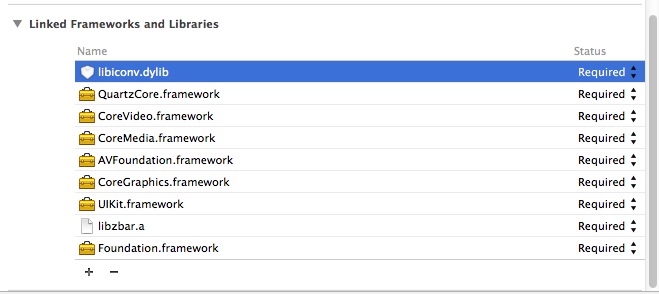 Linked Frameworks and Libraries
Name Status
libiconv.dylib Required
QuartzCore.framework Required
CoreVideo.framework Required
CoreMedia.framework Required
AVFoundation.framework Required
CoreGraphics.framework Required
UIKit.framework Required
libzbar.a Required
Foundation.framework Required
+ −